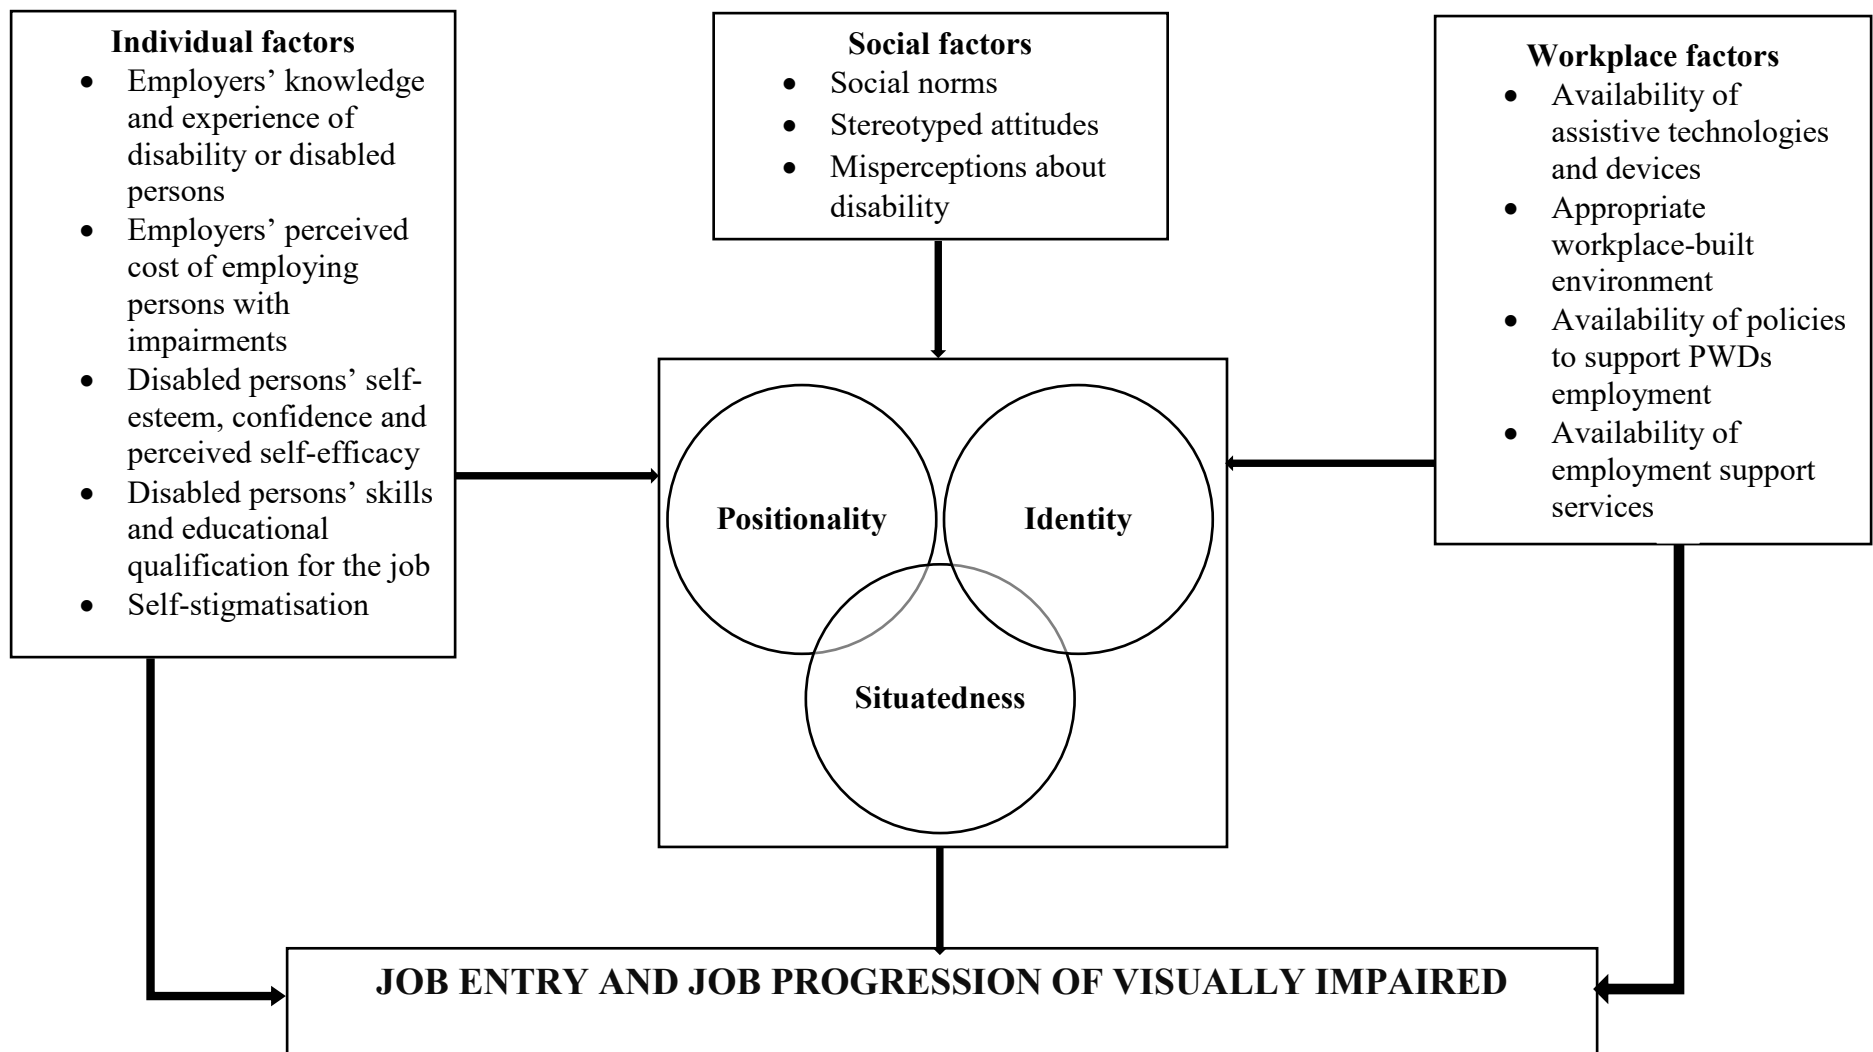 Individual factors
• Employers’ knowledge
and experience of
disability or disabled
persons
• Employers’ perceived
cost of employing
persons with
impairments
• Disabled persons’ self-
esteem, confidence and
perceived self-efficacy
• Disabled persons’ skills
and educational
qualification for the job
• Self-stigmatisation
Social factors
• Social norms
• Stereotyped attitudes
• Misperceptions about
disability
Workplace factors
• Availability of
assistive technologies
and devices
• Appropriate
workplace-built
environment
• Availability of policies
to support PWDs
employment
• Availability of
employment support
services
Positionality
Identity
Situatedness
JOB ENTRY AND JOB PROGRESSION OF VISUALLY IMPAIRED